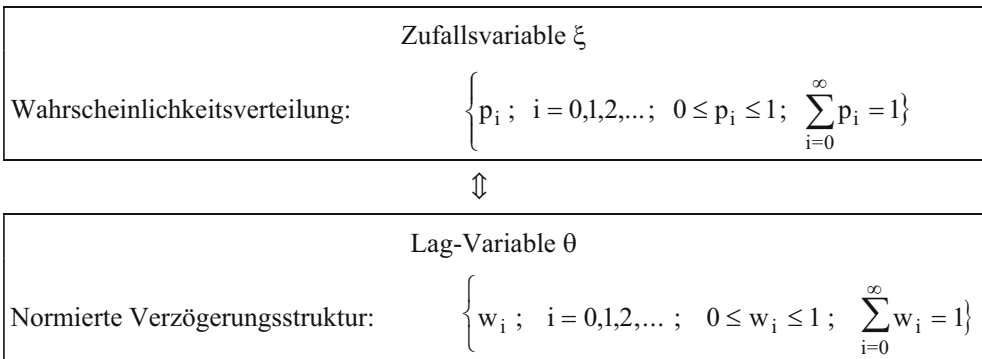 Zufallsvariable ξ
Wahrscheinlichkeitsverteilung: {p_i ; i = 0,1,2,... ; 0 ≤ p_i ≤ 1 ; ∑_{i=0}^{∞} p_i = 1}
⇕
Lag-Variable θ
Normierte Verzögerungsstruktur: {w_i ; i = 0,1,2,... ; 0 ≤ w_i ≤ 1 ; ∑_{i=0}^{∞} w_i = 1}